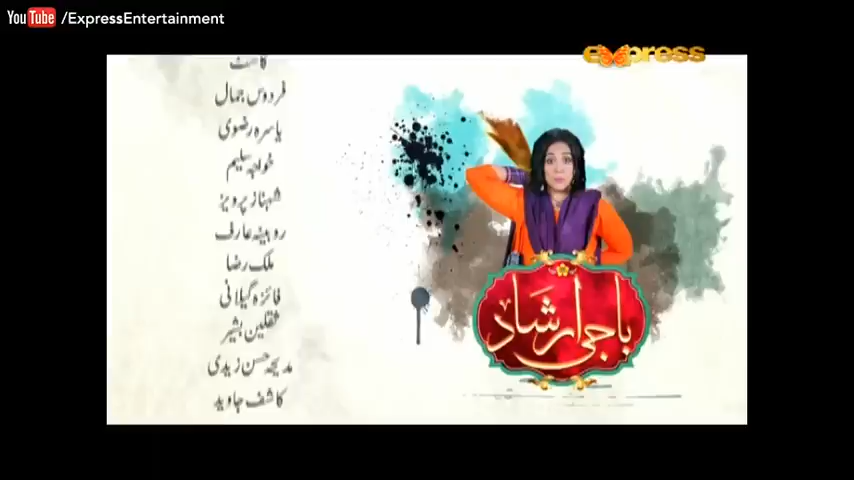 YouTube /ExpressEntertainment
express
کاسٹ
فردوس جمال
یاسرہ رضوی
خواجہ سلیم
شہناز پرویز
روبینہ عارف
ملک رضا
فائزہ گیلانی
ثقلین بشیر
مدیحہ حسن زیدی
کاشف جاوید
باجی ارشاد